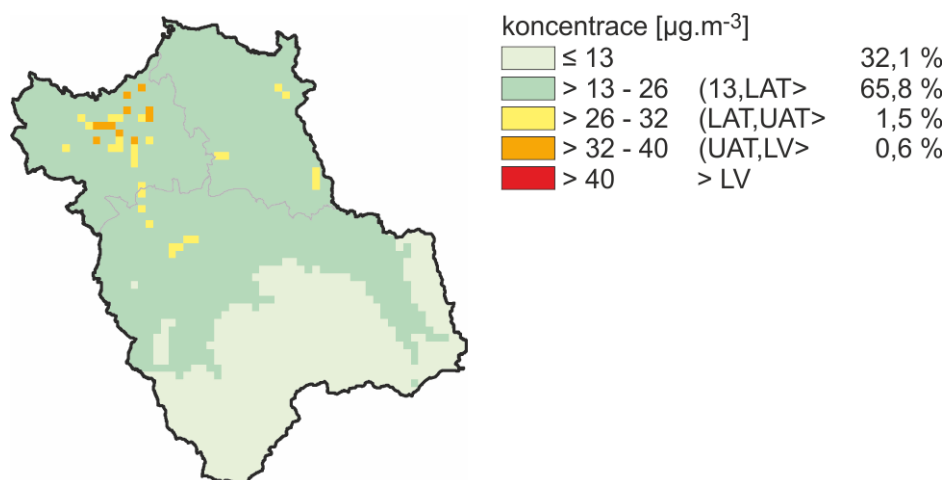 koncentrace [µg.m-3]
≤ 13 32,1 %
> 13 - 26 (13,LAT> 65,8 %
> 26 - 32 (LAT,UAT> 1,5 %
> 32 - 40 (UAT,LV> 0,6 %
> 40 > LV